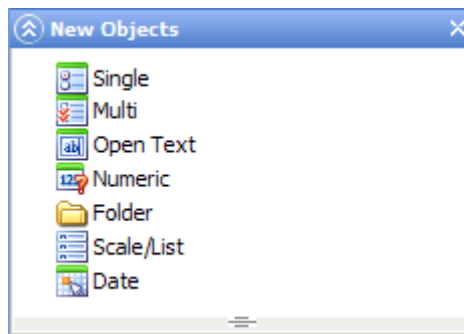 New Objects
Single
Multi
Open Text
Numeric
Folder
Scale/List
Date